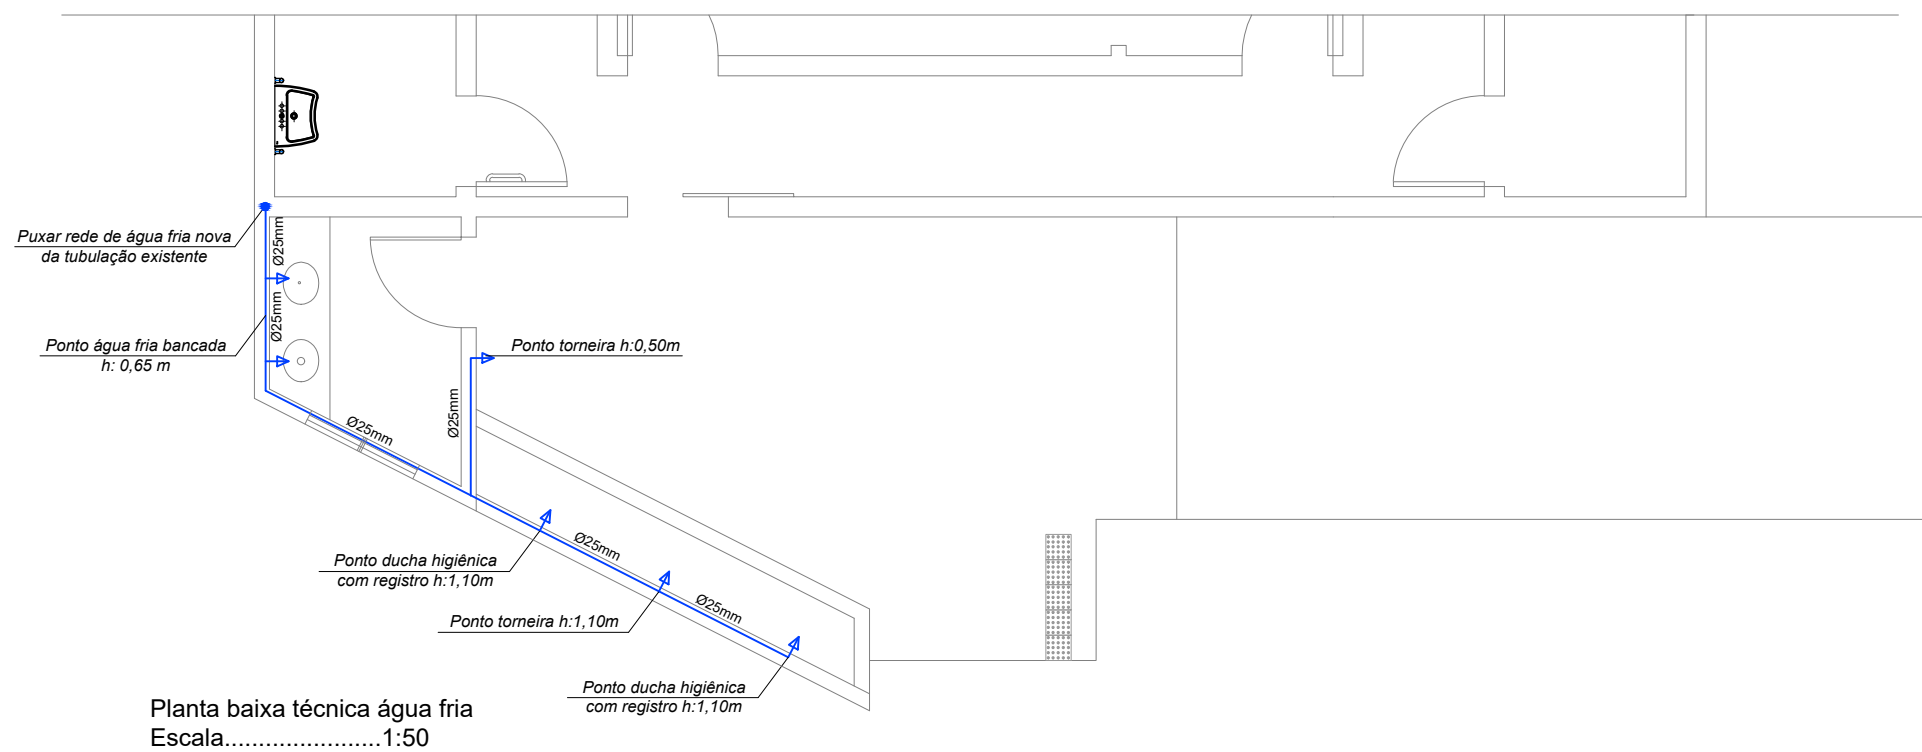 Puxar rede de água fria nova
da tubulação existente
Ø25mm
Ø25mm
Ponto água fria bancada
h: 0,65 m
Ponto torneira h:0,50m
Ø25mm
Ø25mm
Ponto ducha higiênica
com registro h:1,10m
Ø25mm
Ponto torneira h:1,10m
Ø25mm
Ponto ducha higiênica
com registro h:1,10m
Planta baixa técnica água fria
Escala.......................1:50